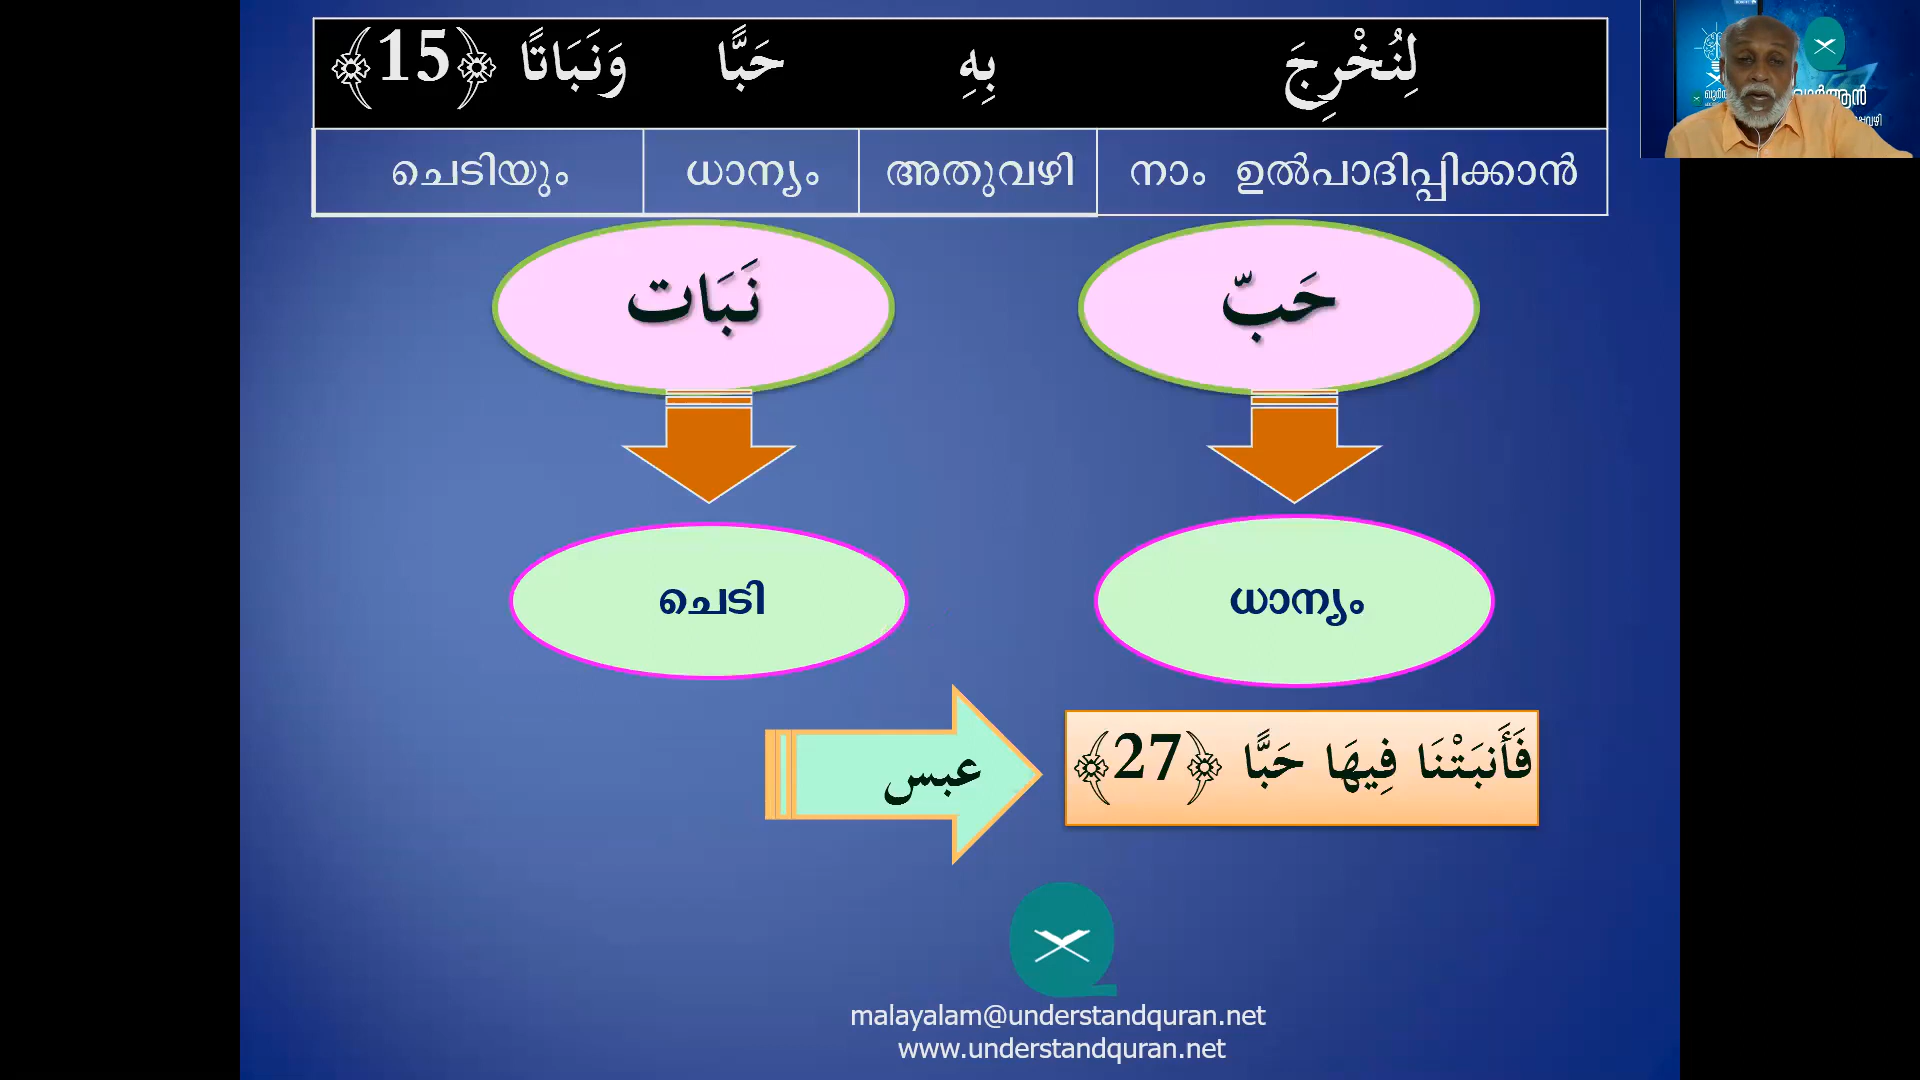 لِنُخْرِجَ بِهِ حَبًّا وَنَبَاتًا ﴿15﴾
നാം ഉൽപാദിപ്പിക്കാൻ
അതുവഴി
ധാന്യം
ചെടിയും
حَبّ
نَبَات
ധാന്യം
ചെടി
عبس
فَأَنبَتْنَا فِيهَا حَبًّا ﴿27﴾
malayalam@understandquran.net
www.understandquran.net